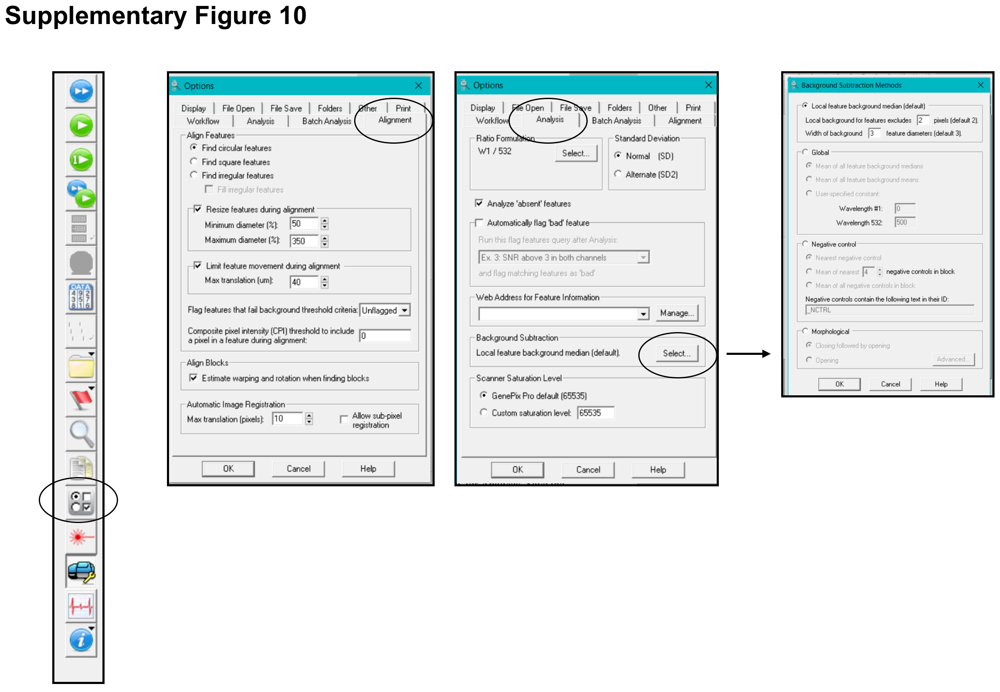 Supplementary Figure 10
1
DATA
4 9 2
3 5 7
8 1 6
i
Options
Display File Open File Save Folders Other Print
Workflow Analysis Batch Analysis Alignment
Align Features
Find circular features
Find square features
Find irregular features
Fill irregular features
Resize features during alignment
Minimum diameter (%): 50
Maximum diameter (%): 350
Limit feature movement during alignment
Max translation (um): 40
Flag features that fail background threshold criteria: Unflagged
Composite pixel intensity (CPI) threshold to include
a pixel in a feature during alignment: 0
Align Blocks
Estimate warping and rotation when finding blocks
Automatic Image Registration
Max translation (pixels): 10 Allow sub-pixel
registration
OK Cancel Help
Options
Display File Open File Save Folders Other Print
Workflow Analysis Batch Analysis Alignment
Ratio Formulation
W1 / 532 Select...
Standard Deviation
Normal (SD)
Alternate (SD2)
Analyze 'absent' features
Automatically flag 'bad' feature
Run this flag features query after Analysis:
Ex. 3: SNR above 3 in both channels
and flag matching features as 'bad'
Web Address for Feature Information
Manage...
Background Subtraction
Local feature background median (default). Select...
Scanner Saturation Level
GenePix Pro default (65535)
Custom saturation level: 65535
OK Cancel Help
Background Subtraction Methods
Local feature background median (default)
Local background for features excludes 2 pixels (default 2).
Width of background 3 feature diameters (default 3).
Global
Mean of all feature background medians
Mean of all feature background means
User-specified constant:
Wavelength #1: 0
Wavelength 532: 500
Negative control
Nearest negative control
Mean of nearest 4 negative controls in block
Mean of all negative controls in block
Negative controls contain the following text in their ID:
_NCTRL
Morphological
Closing followed by opening
Opening Advanced...
OK Cancel Help